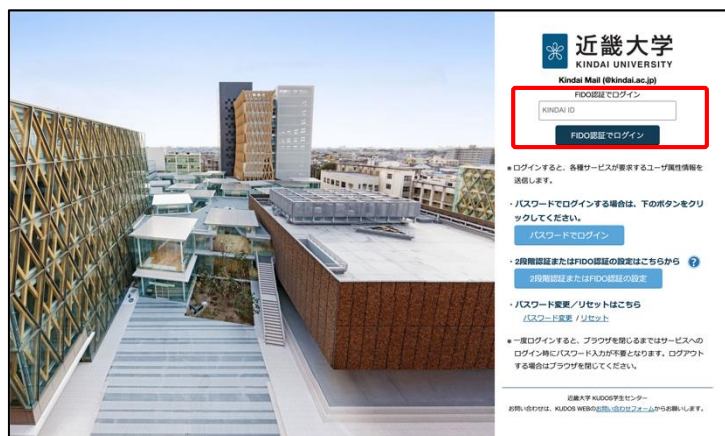 近畿大学
KINDAI UNIVERSITY
Kindai Mail (@kindai.ac.jp)
FIDO認証でログイン
KINDAI ID
FIDO認証でログイン
※ログインすると、各種サービスが要求するユーザ属性情報を
送信します。
・パスワードでログインする場合は、下のボタンをクリ
ックしてください。
パスワードでログイン
・2段階認証またはFIDO認証の設定はこちらから ?
2段階認証またはFIDO認証の設定
・パスワード変更／リセットはこちら
パスワード変更 / リセット
※一度ログインすると、ブラウザを閉じるまではサービスへの
ログイン時にパスワード入力が不要となります。ログアウト
する場合はブラウザを閉じてください。
近畿大学 KUDOS学生センター
お問い合わせは、KUDOS WEBのお問い合わせフォームからお願いします。